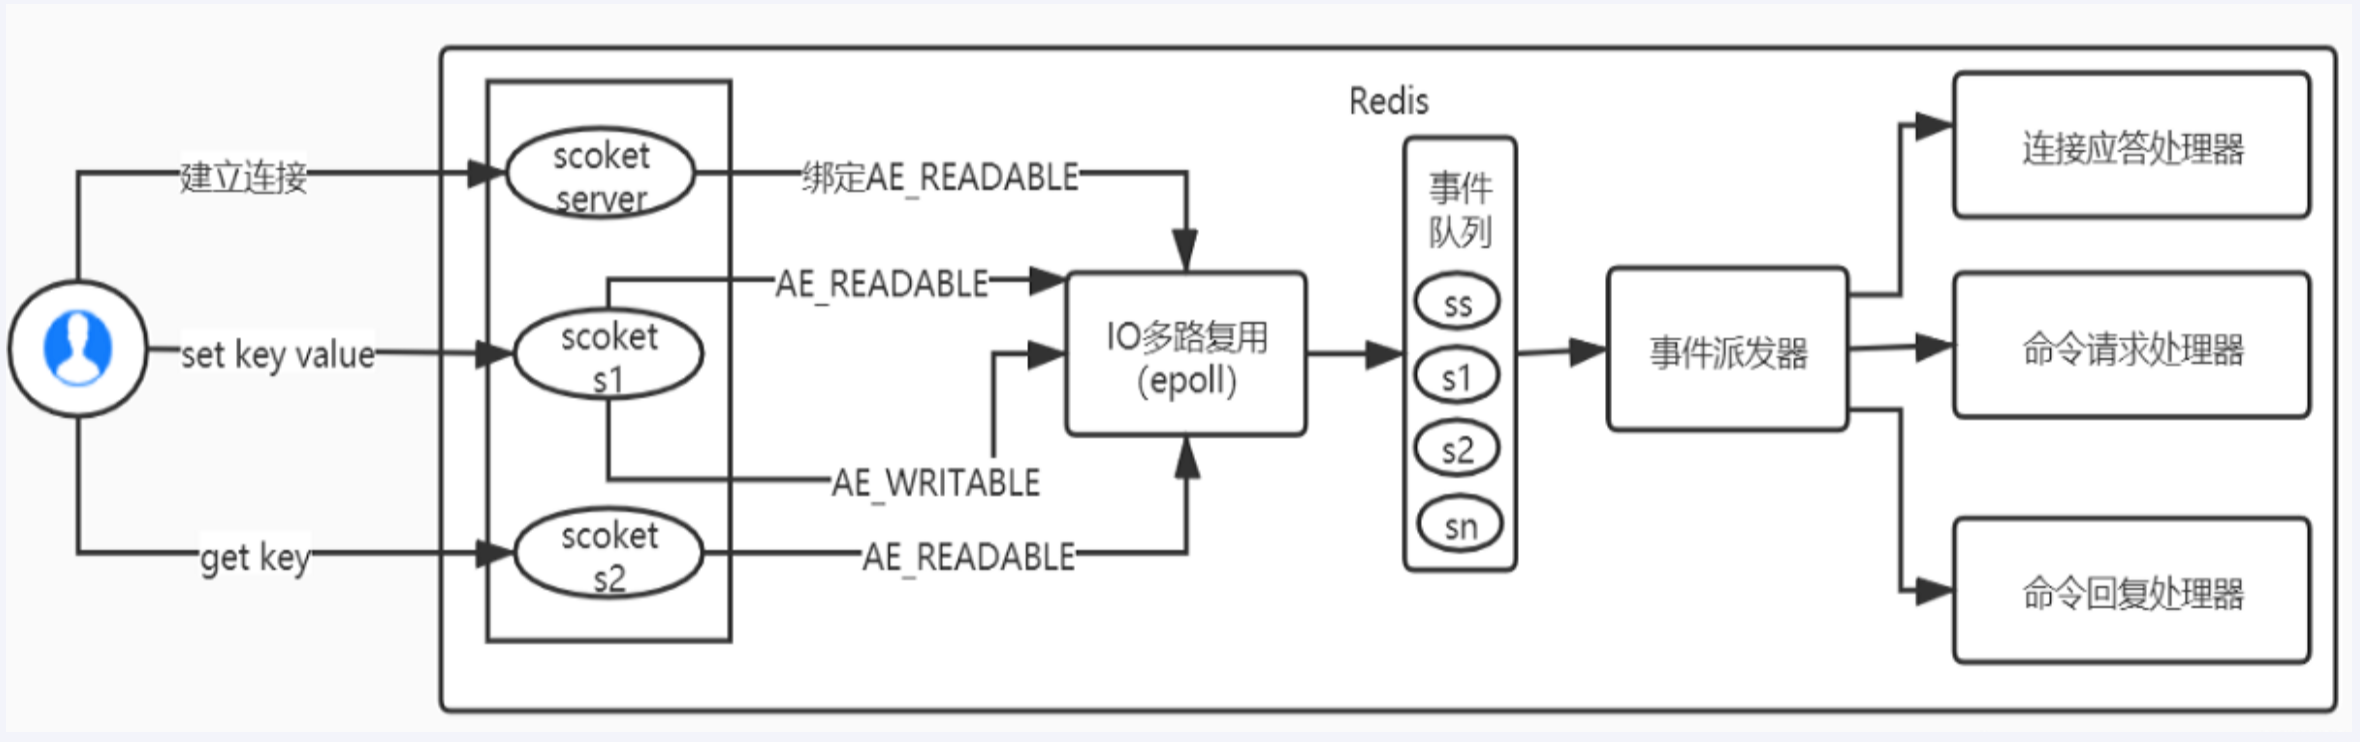 Redis
建立连接
scoket
server
绑定AE_READABLE
事件
队列
连接应答处理器
AE_READABLE
ss
set key value
scoket
s1
IO多路复用
(epoll)
s1
事件派发器
命令请求处理器
AE_WRITABLE
s2
get key
scoket
s2
AE_READABLE
sn
命令回复处理器